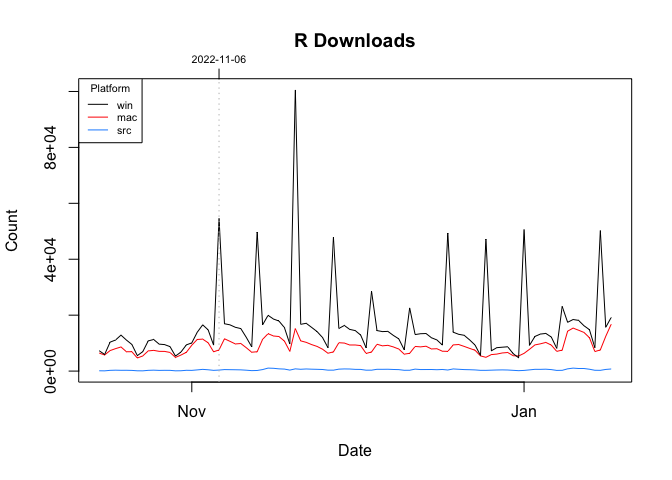 R Downloads
2022-11-06
Platform
win
mac
src
Count
0e+00
4e+04
8e+04
Nov
Jan
Date